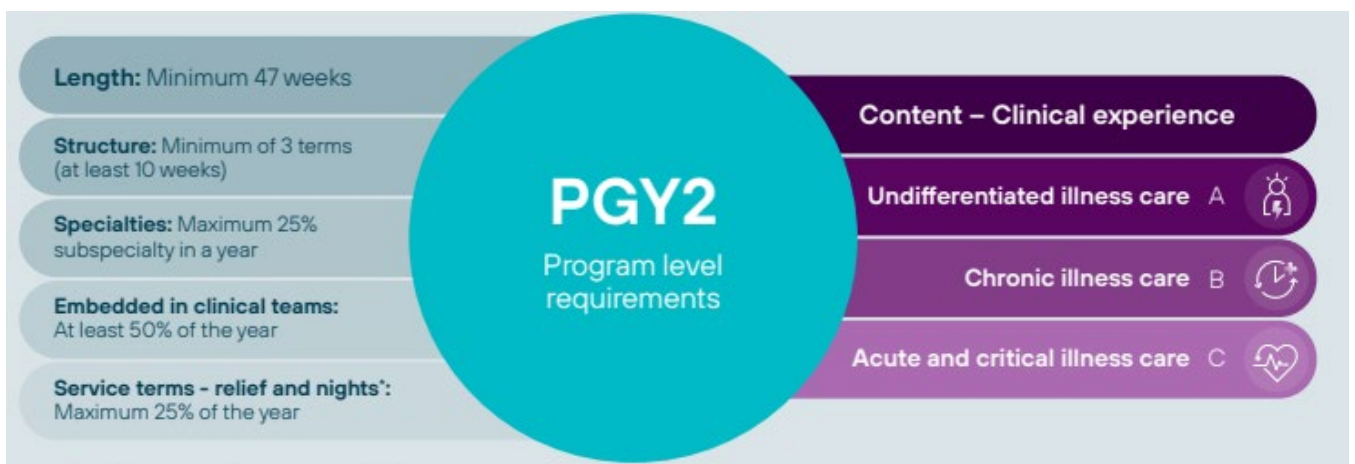 Length: Minimum 47 weeks
Structure: Minimum of 3 terms
(at least 10 weeks)
Specialties: Maximum 25%
subspecialty in a year
Embedded in clinical teams:
At least 50% of the year
Service terms - relief and nights*:
Maximum 25% of the year
PGY2
Program level
requirements
Content – Clinical experience
Undifferentiated illness care A
Chronic illness care B
Acute and critical illness care C